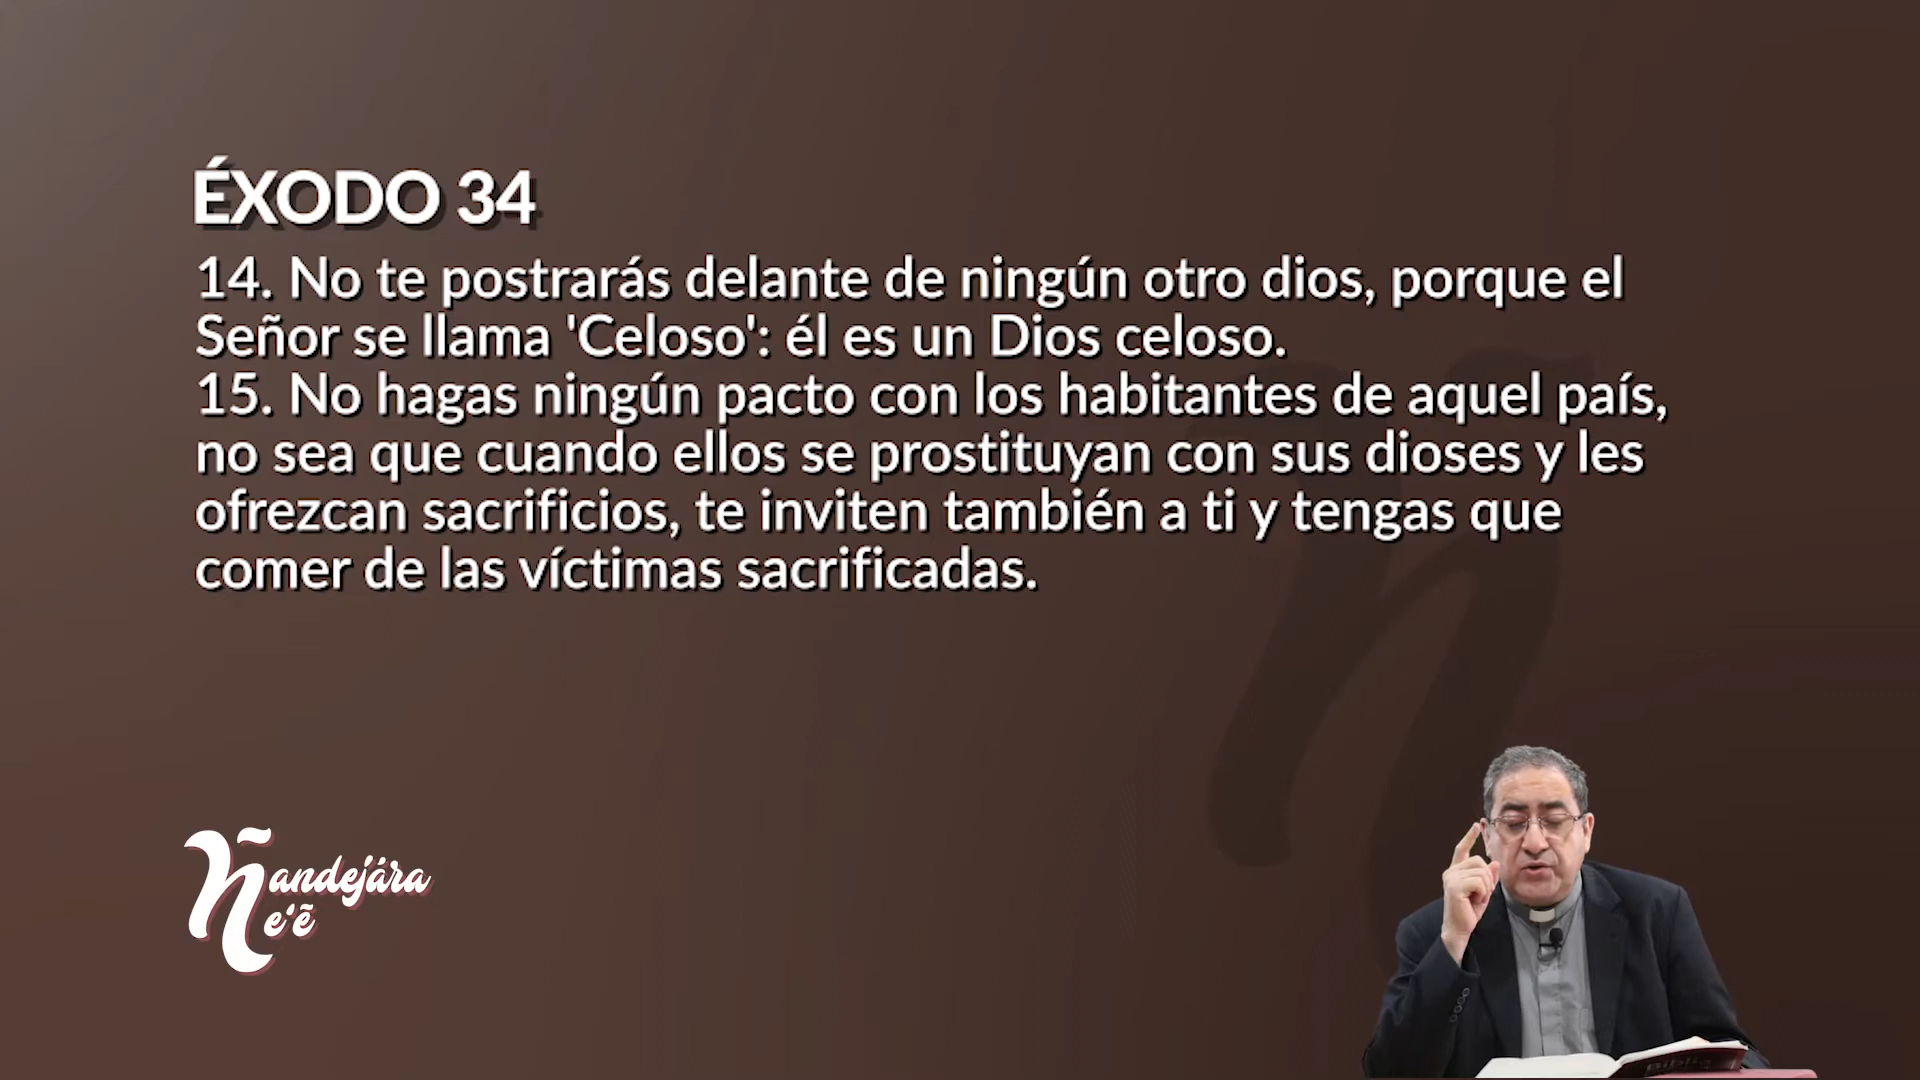 ÉXODO 34
14. No te postrarás delante de ningún otro dios, porque el
Señor se llama 'Celoso': él es un Dios celoso.
15. No hagas ningún pacto con los habitantes de aquel país,
no sea que cuando ellos se prostituyan con sus dioses y les
ofrezcan sacrificios, te inviten también a ti y tengas que
comer de las víctimas sacrificadas.
Ñandejára
Ñe'ẽ
Biblia